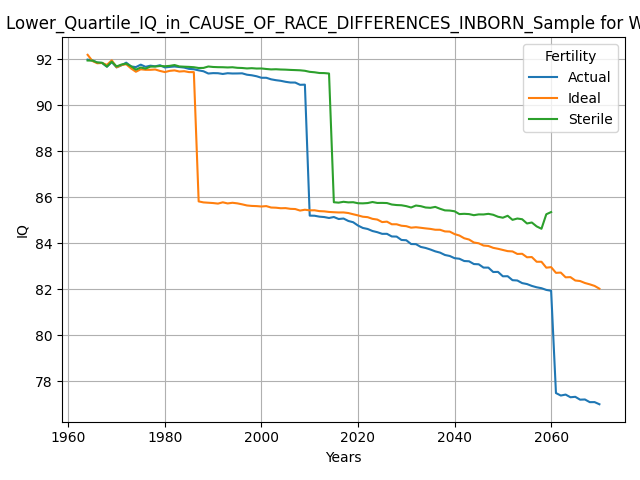 Lower_Quartile_IQ_in_CAUSE_OF_RACE_DIFFERENCES_INBORN_Sample for W
Fertility
Actual
Ideal
Sterile
IQ
92
90
88
86
84
82
80
78
1960
1980
2000
2020
2040
2060
Years